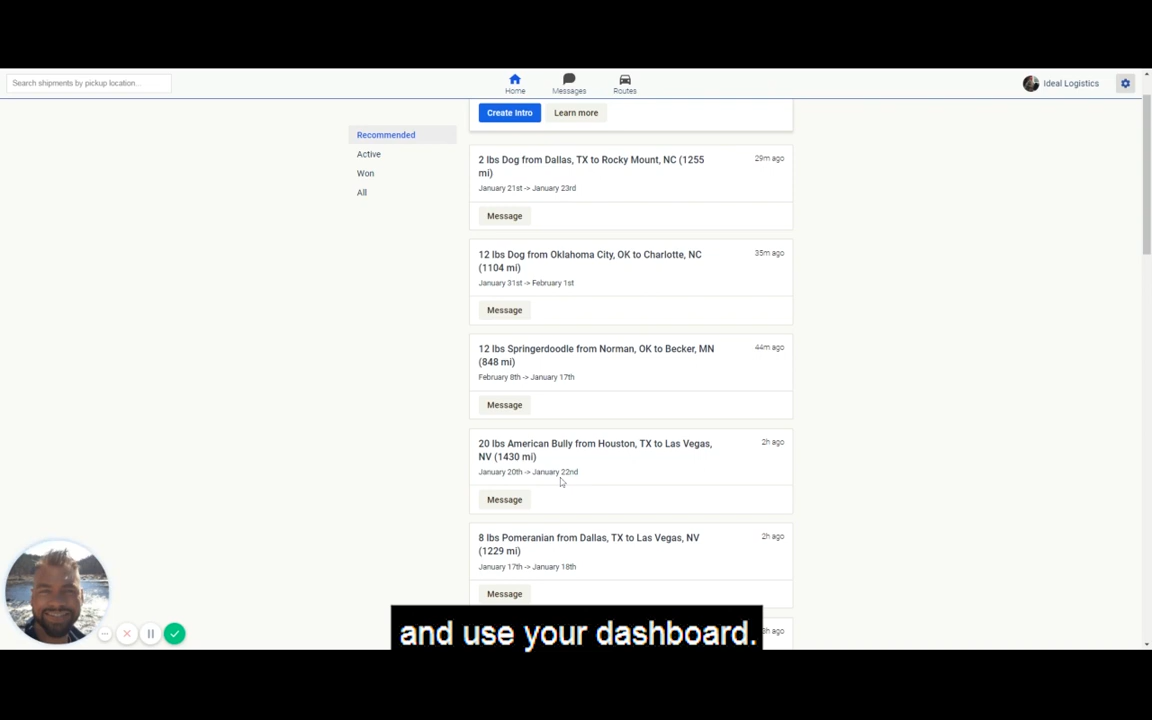 Search shipments by pickup location...
Home
Messages
Routes
Ideal Logistics
Create Intro
Learn more
Recommended
Active
Won
All
2 lbs Dog from Dallas, TX to Rocky Mount, NC (1255
mi)
29m ago
January 21st -> January 23rd
Message
12 lbs Dog from Oklahoma City, OK to Charlotte, NC
(1104 mi)
35m ago
January 31st -> February 1st
Message
12 lbs Springerdoodle from Norman, OK to Becker, MN
(848 mi)
44m ago
February 8th -> January 17th
Message
20 lbs American Bully from Houston, TX to Las Vegas,
NV (1430 mi)
2h ago
January 20th -> January 22nd
Message
8 lbs Pomeranian from Dallas, TX to Las Vegas, NV
(1229 mi)
2h ago
January 17th -> January 18th
Message
h ago
and use your dashboard.